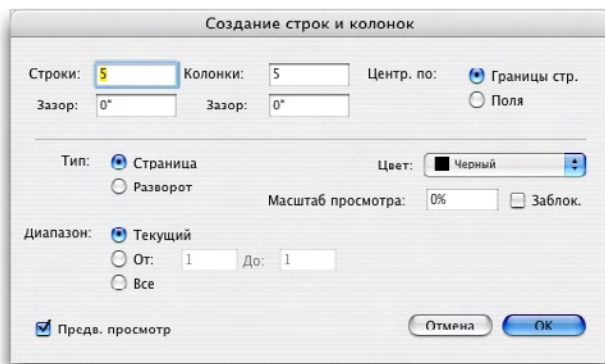 Создание строк и колонок
Строки: 5 Колонки: 5 Центр. по: Границы стр.
Зазор: 0" Зазор: 0" Поля
Тип: Страница Цвет: Черный
Разворот
Масштаб просмотра: 0% Заблок.
Диапазон: Текущий
От: 1 До: 1
Все
Предв. просмотр Отмена OK